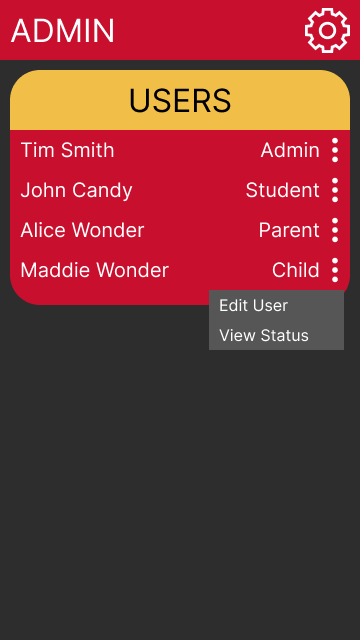 ADMIN
USERS
Tim Smith Admin
John Candy Student
Alice Wonder Parent
Maddie Wonder Child
Edit User
View Status